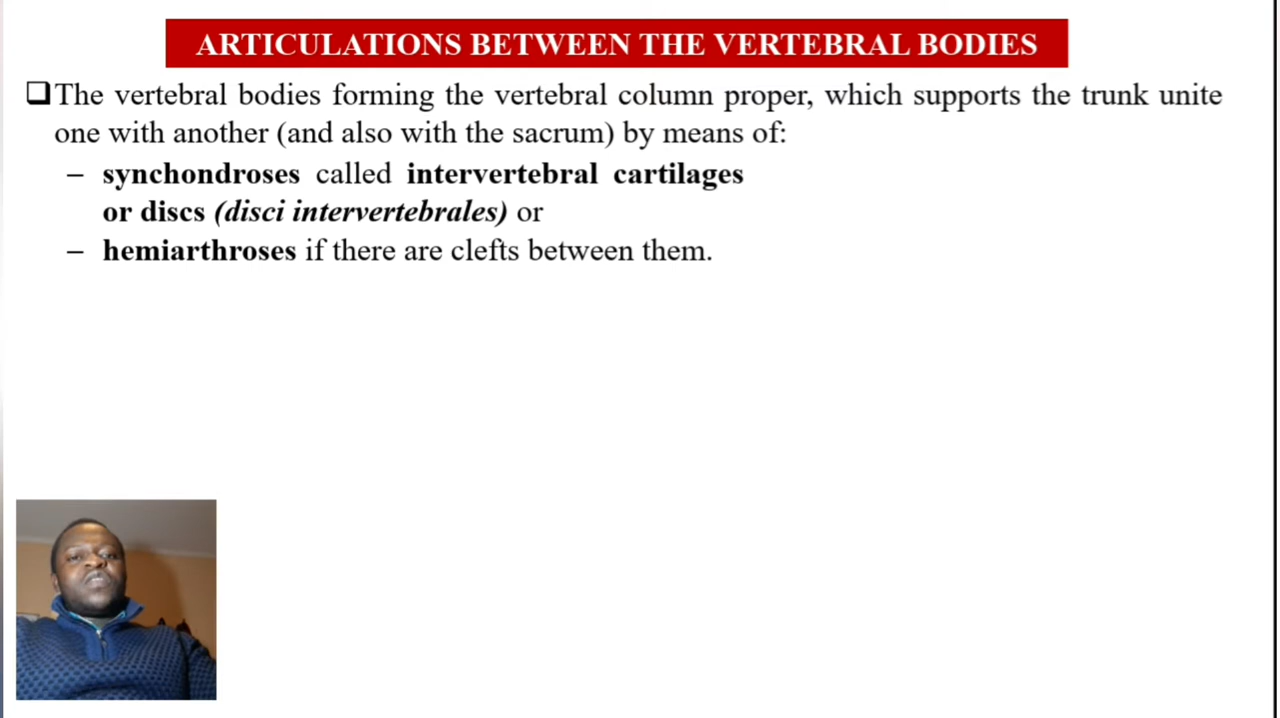 ARTICULATIONS BETWEEN THE VERTEBRAL BODIES
❑The vertebral bodies forming the vertebral column proper, which supports the trunk unite
one with another (and also with the sacrum) by means of:
– synchondroses called intervertebral cartilages
or discs (disci intervertebrales) or
– hemiarthroses if there are clefts between them.